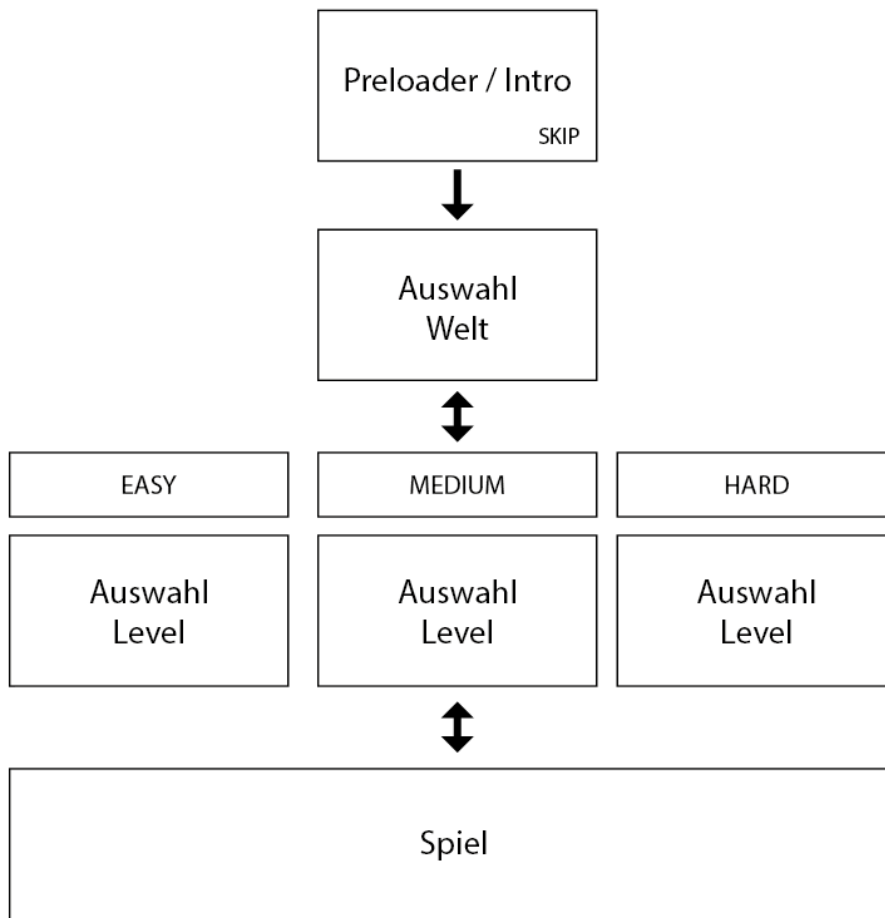 Preloader / Intro
SKIP
Auswahl
Welt
EASY
MEDIUM
HARD
Auswahl
Level
Auswahl
Level
Auswahl
Level
Spiel